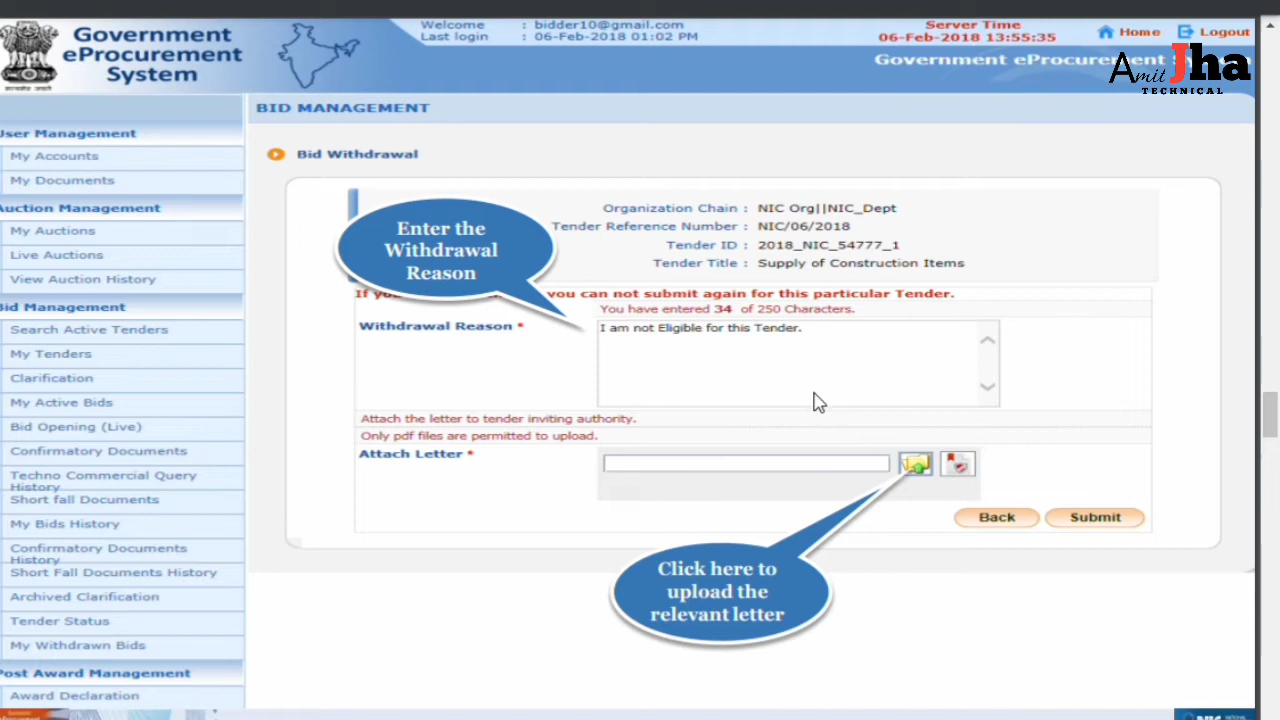 Government
eProcurement
System
Welcome : bidder10@gmail.com
Last login : 06-Feb-2018 01:02 PM
Server Time
06-Feb-2018 13:55:35
Home
Logout
Government eProcurement
Amit Jha
TECHNICAL
User Management
My Accounts
My Documents
Auction Management
My Auctions
Live Auctions
View Auction History
Bid Management
Search Active Tenders
My Tenders
Clarification
My Active Bids
Bid Opening (Live)
Confirmatory Documents
Techno Commercial Query
History
Short fall Documents
My Bids History
Confirmatory Documents
History
Short Fall Documents History
Archived Clarification
Tender Status
My Withdrawn Bids
Post Award Management
Award Declaration
BID MANAGEMENT
Bid Withdrawal
Organization Chain : NIC Org||NIC_Dept
Tender Reference Number : NIC/06/2018
Tender ID : 2018_NIC_54777_1
Tender Title : Supply of Construction Items
Enter the
Withdrawal
Reason
If you can not submit again for this particular Tender.
You have entered 34 of 250 Characters.
Withdrawal Reason *
I am not Eligible for this Tender.
Attach the letter to tender inviting authority.
Only pdf files are permitted to upload.
Attach Letter *
Back
Submit
Click here to
upload the
relevant letter